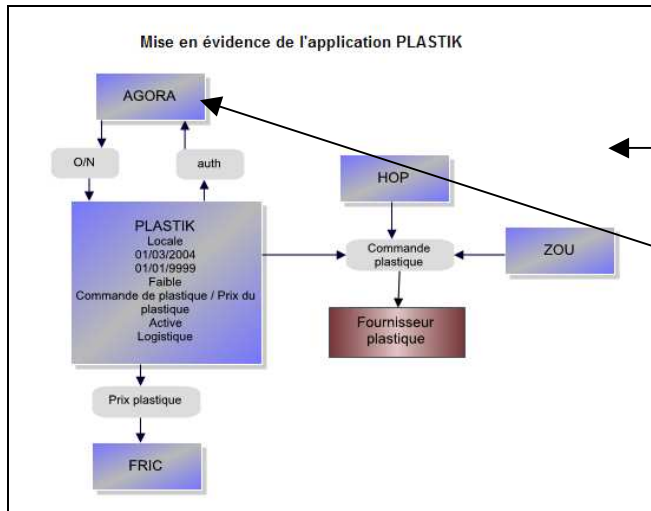 Mise en évidence de l'application PLASTIK
AGORA
O/N
auth
HOP
PLASTIK
Locale
01/03/2004
01/01/9999
Faible
Commande de plastique / Prix du
plastique
Active
Logistique
Commande
plastique
ZOU
Fournisseur
plastique
Prix plastique
FRIC